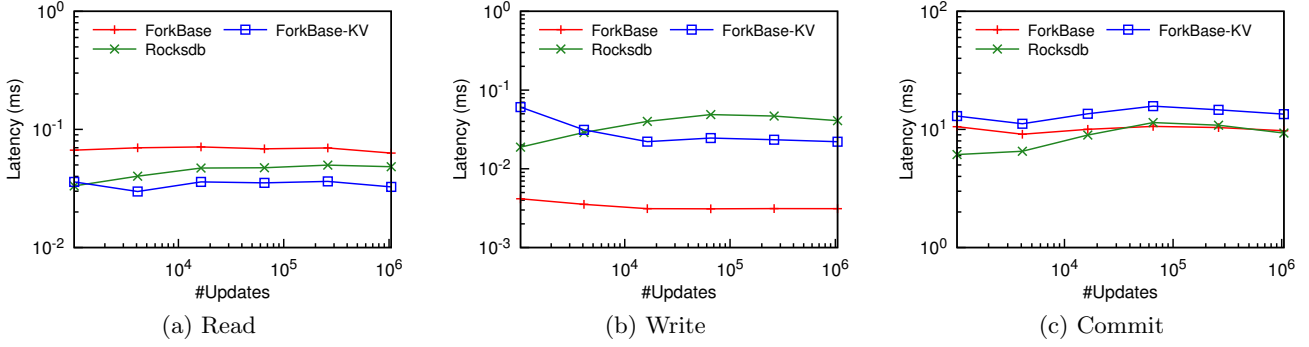 10^0
ForkBase
ForkBase-KV
Rocksdb
Latency (ms)
10^-1
10^-2
10^4
10^5
10^6
#Updates
(a) Read
10^0
ForkBase
ForkBase-KV
Rocksdb
Latency (ms)
10^-1
10^-2
10^-3
10^4
10^5
10^6
#Updates
(b) Write
10^2
ForkBase
ForkBase-KV
Rocksdb
Latency (ms)
10^1
10^0
10^4
10^5
10^6
#Updates
(c) Commit